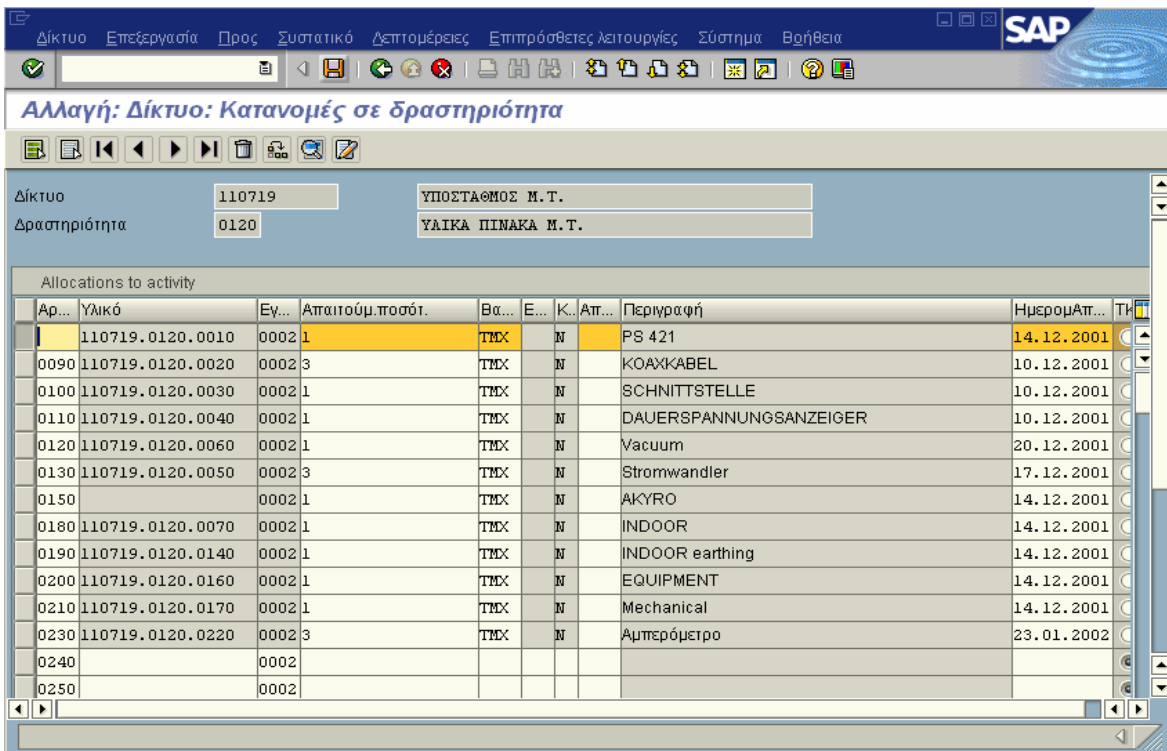 Δίκτυο Επεξεργασία Προς Συστατικό Λεπτομέρειες Επιπρόσθετες λειτουργίες Σύστημα Βοήθεια
SAP
Αλλαγή: Δίκτυο: Κατανομές σε δραστηριότητα
Δίκτυο 110719 ΥΠΟΣΤΑΘΜΟΣ Μ.Τ.
Δραστηριότητα 0120 ΥΛΙΚΑ ΠΙΝΑΚΑ Μ.Τ.
Allocations to activity
Αρ... Υλικό Εγ... Απαιτούμ.ποσότ. Βα... Ε... Κ.. Απ... Περιγραφή ΗμερομΑπ... ΤΚ
110719.0120.0010 0002 1 ΤΜΧ N PS 421 14.12.2001
0090 110719.0120.0020 0002 3 ΤΜΧ N KOAXKABEL 10.12.2001
0100 110719.0120.0030 0002 1 ΤΜΧ N SCHNITTSTELLE 10.12.2001
0110 110719.0120.0040 0002 1 ΤΜΧ N DAUERSPANNUNGSANZEIGER 10.12.2001
0120 110719.0120.0060 0002 1 ΤΜΧ N Vacuum 20.12.2001
0130 110719.0120.0050 0002 3 ΤΜΧ N Stromwandler 17.12.2001
0150 0002 1 ΤΜΧ N AKYRO 14.12.2001
0180 110719.0120.0070 0002 1 ΤΜΧ N INDOOR 14.12.2001
0190 110719.0120.0140 0002 1 ΤΜΧ N INDOOR earthing 14.12.2001
0200 110719.0120.0160 0002 1 ΤΜΧ N EQUIPMENT 14.12.2001
0210 110719.0120.0170 0002 1 ΤΜΧ N Mechanical 14.12.2001
0230 110719.0120.0220 0002 3 ΤΜΧ N Αμπερόμετρο 23.01.2002
0240 0002
0250 0002